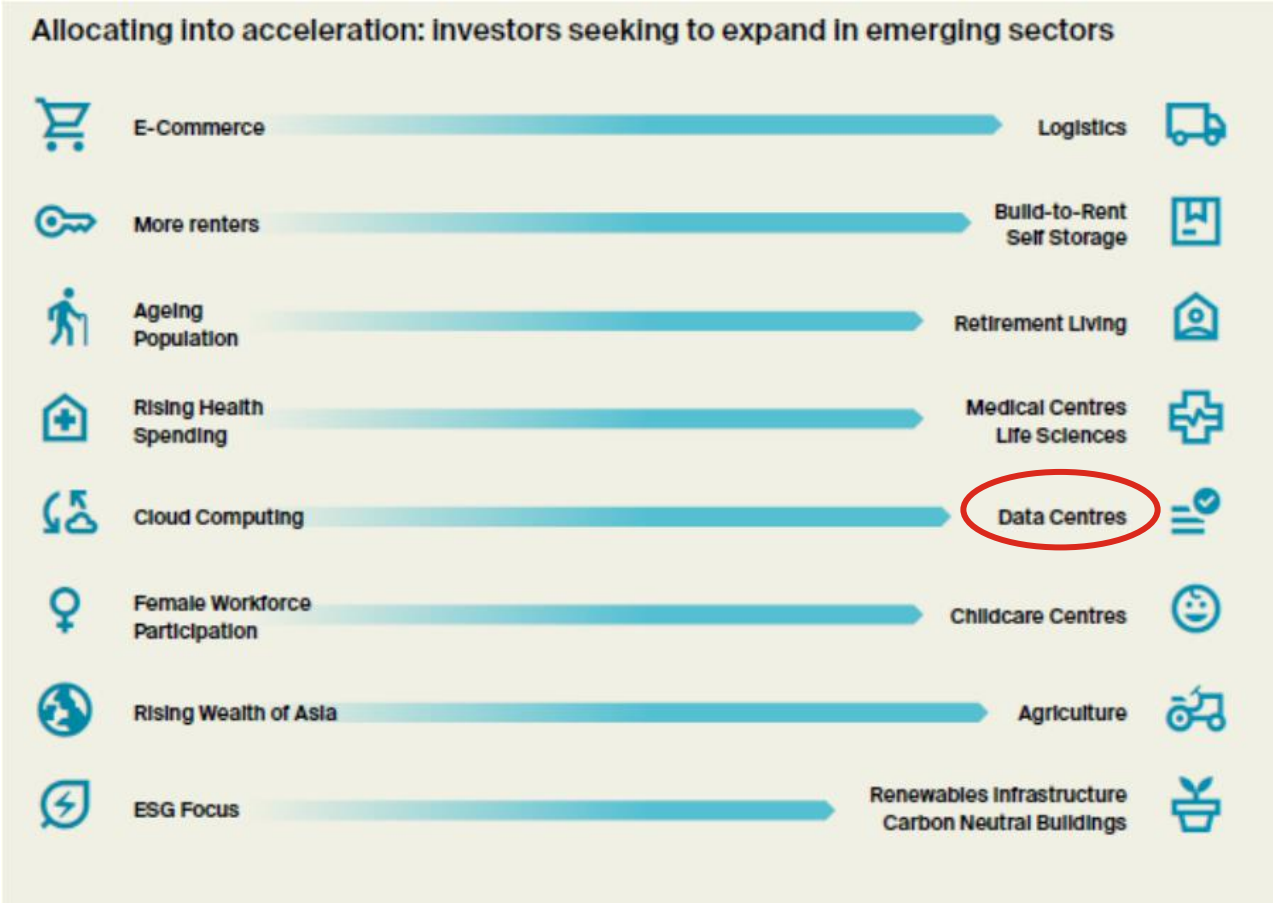 Allocating into acceleration: investors seeking to expand in emerging sectors
E-Commerce
Logistics
More renters
Build-to-Rent
Self Storage
Ageing
Population
Retirement Living
Rising Health
Spending
Medical Centres
Life Sciences
Cloud Computing
Data Centres
Female Workforce
Participation
Childcare Centres
Rising Wealth of Asia
Agriculture
ESG Focus
Renewables Infrastructure
Carbon Neutral Buildings